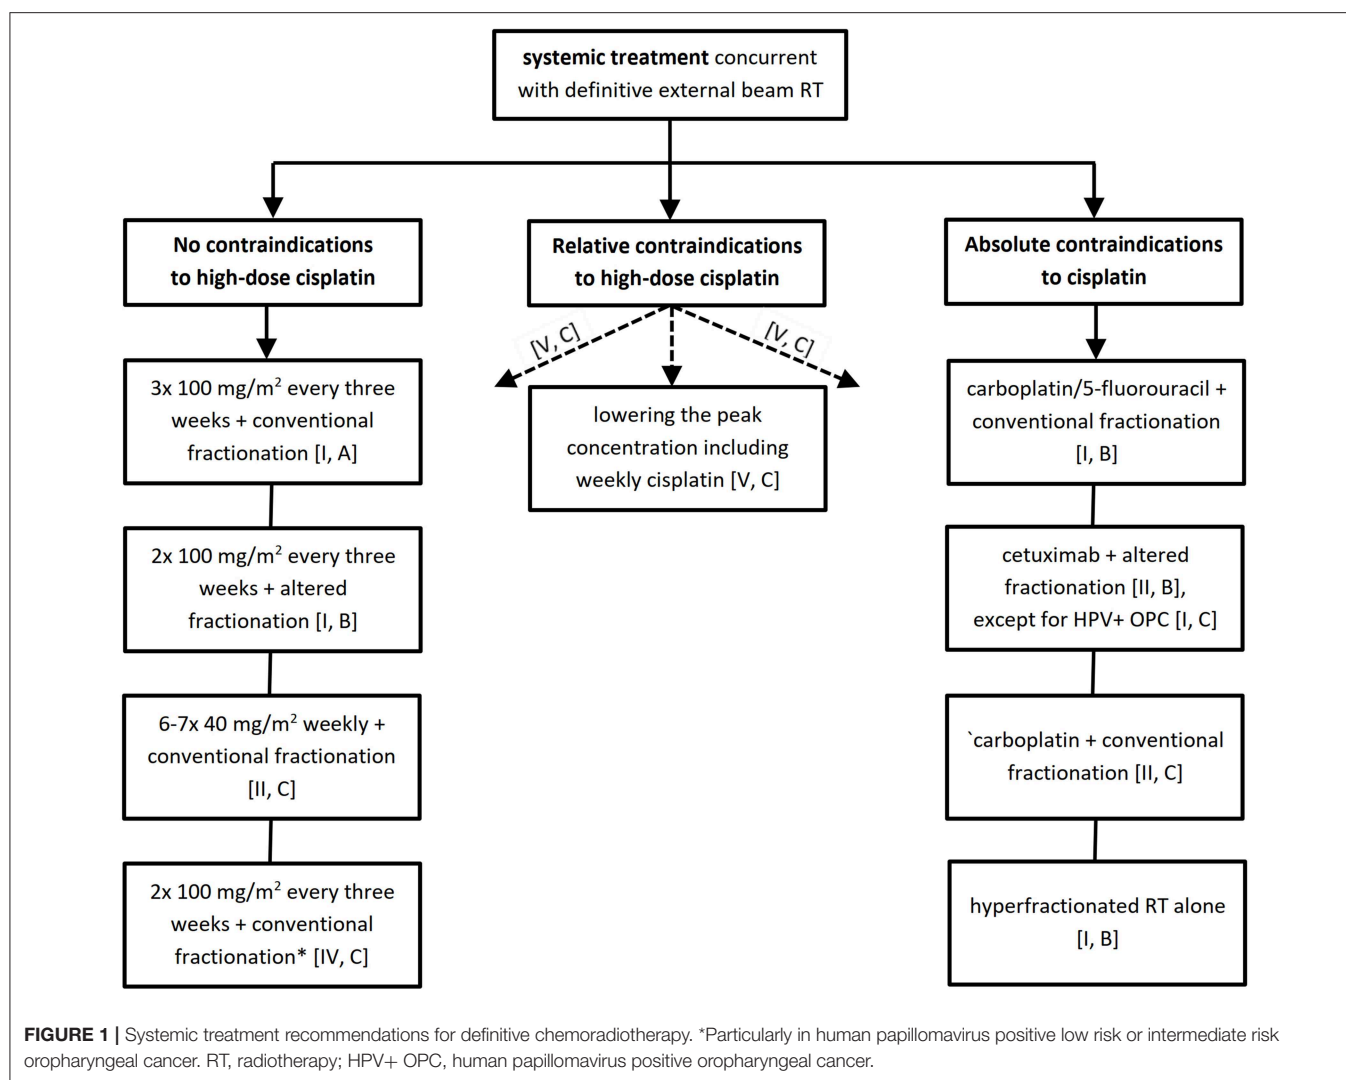 systemic treatment concurrent
with definitive external beam RT
No contraindications
to high-dose cisplatin
Relative contraindications
to high-dose cisplatin
Absolute contraindications
to cisplatin
[V, C]
[V, C]
3x 100 mg/m² every three
weeks + conventional
fractionation [I, A]
lowering the peak
concentration including
weekly cisplatin [V, C]
carboplatin/5-fluorouracil +
conventional fractionation
[I, B]
2x 100 mg/m² every three
weeks + altered
fractionation [I, B]
cetuximab + altered
fractionation [II, B],
except for HPV+ OPC [I, C]
6-7x 40 mg/m² weekly +
conventional fractionation
[II, C]
`carboplatin + conventional
fractionation [II, C]
2x 100 mg/m² every three
weeks + conventional
fractionation* [IV, C]
hyperfractionated RT alone
[I, B]
FIGURE 1 | Systemic treatment recommendations for definitive chemoradiotherapy. *Particularly in human papillomavirus positive low risk or intermediate risk
oropharyngeal cancer. RT, radiotherapy; HPV+ OPC, human papillomavirus positive oropharyngeal cancer.